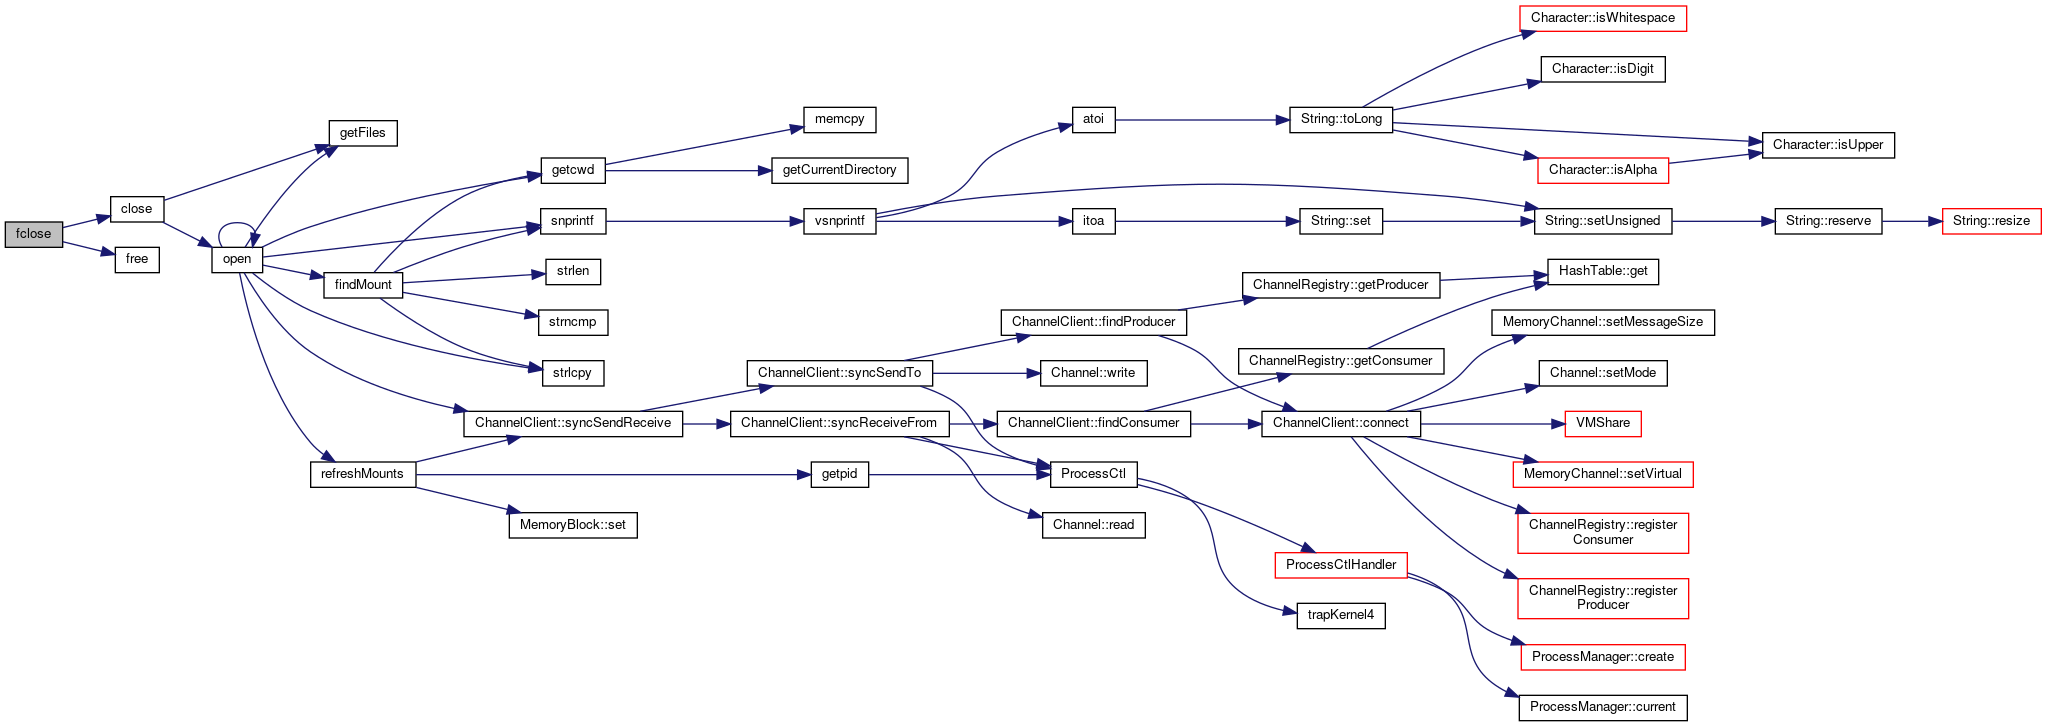 fclose
close
free
getFiles
open
findMount
refreshMounts
getcwd
snprintf
strlen
strncmp
strlcpy
ChannelClient::syncSendReceive
MemoryBlock::set
memcpy
getCurrentDirectory
vsnprintf
ChannelClient::syncSendTo
ChannelClient::syncReceiveFrom
getpid
atoi
itoa
ChannelClient::findProducer
Channel::write
ChannelClient::findConsumer
ProcessCtl
Channel::read
String::toLong
String::set
ChannelRegistry::getProducer
ChannelRegistry::getConsumer
ChannelClient::connect
ProcessCtlHandler
trapKernel4
Character::isWhitespace
Character::isDigit
Character::isAlpha
Character::isUpper
String::setUnsigned
String::reserve
String::resize
HashTable::get
MemoryChannel::setMessageSize
Channel::setMode
VMShare
MemoryChannel::setVirtual
ChannelRegistry::register
Consumer
ChannelRegistry::register
Producer
ProcessManager::create
ProcessManager::current